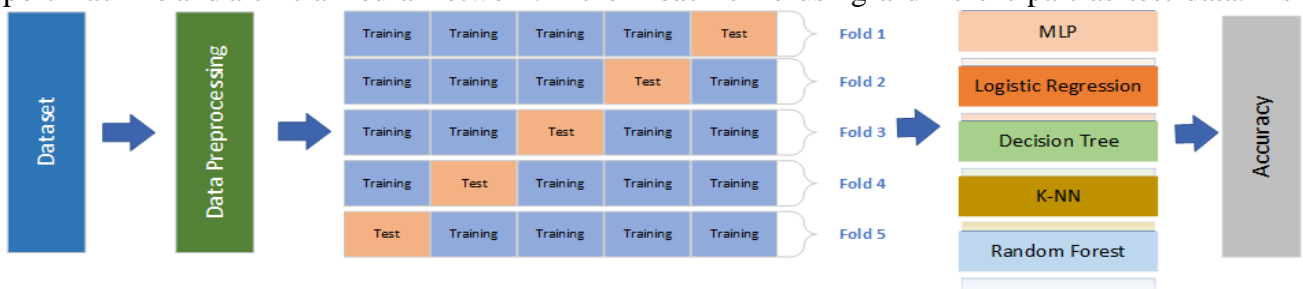 Dataset
Data Preprocessing
Training Training Training Training Test Fold 1
Training Training Training Test Training Fold 2
Training Training Test Training Training Fold 3
Training Test Training Training Training Fold 4
Test Training Training Training Training Fold 5
MLP
Logistic Regression
Decision Tree
K-NN
Random Forest
Accuracy